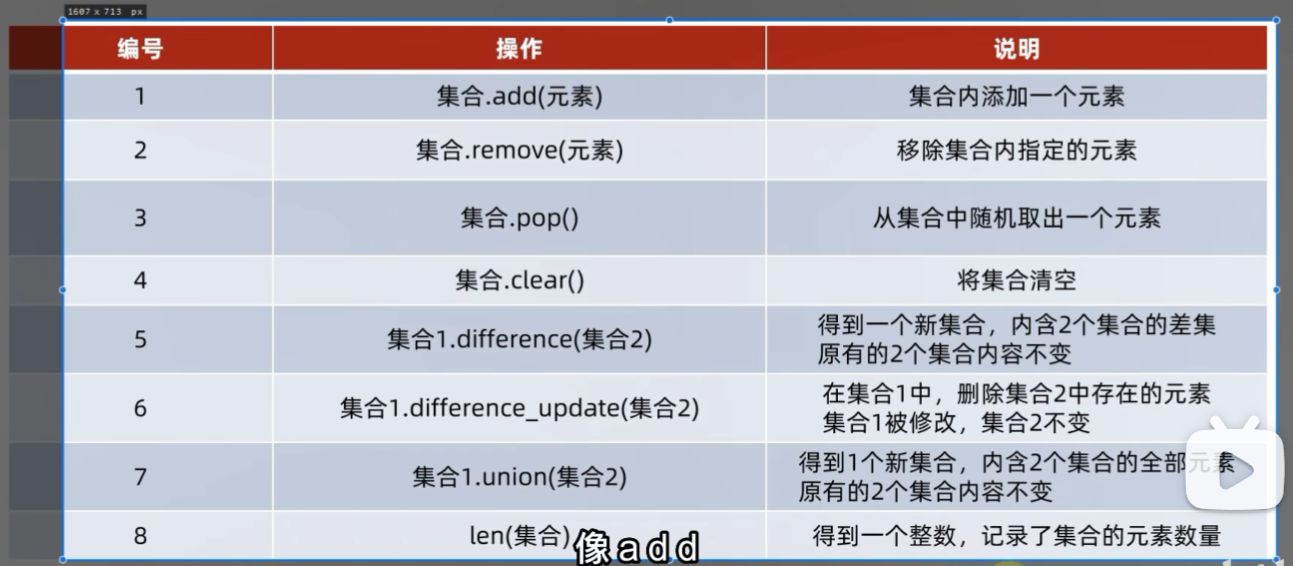 1607 x 713 px
编号 操作 说明
1 集合.add(元素) 集合内添加一个元素
2 集合.remove(元素) 移除集合内指定的元素
3 集合.pop() 从集合中随机取出一个元素
4 集合.clear() 将集合清空
5 集合1.difference(集合2) 得到一个新集合，内含2个集合的差集
原有的2个集合内容不变
6 集合1.difference_update(集合2) 在集合1中，删除集合2中存在的元素
集合1被修改，集合2不变
7 集合1.union(集合2) 得到1个新集合，内含2个集合的全部元素
原有的2个集合内容不变
8 len(集合) 得到一个整数，记录了集合的元素数量
像add